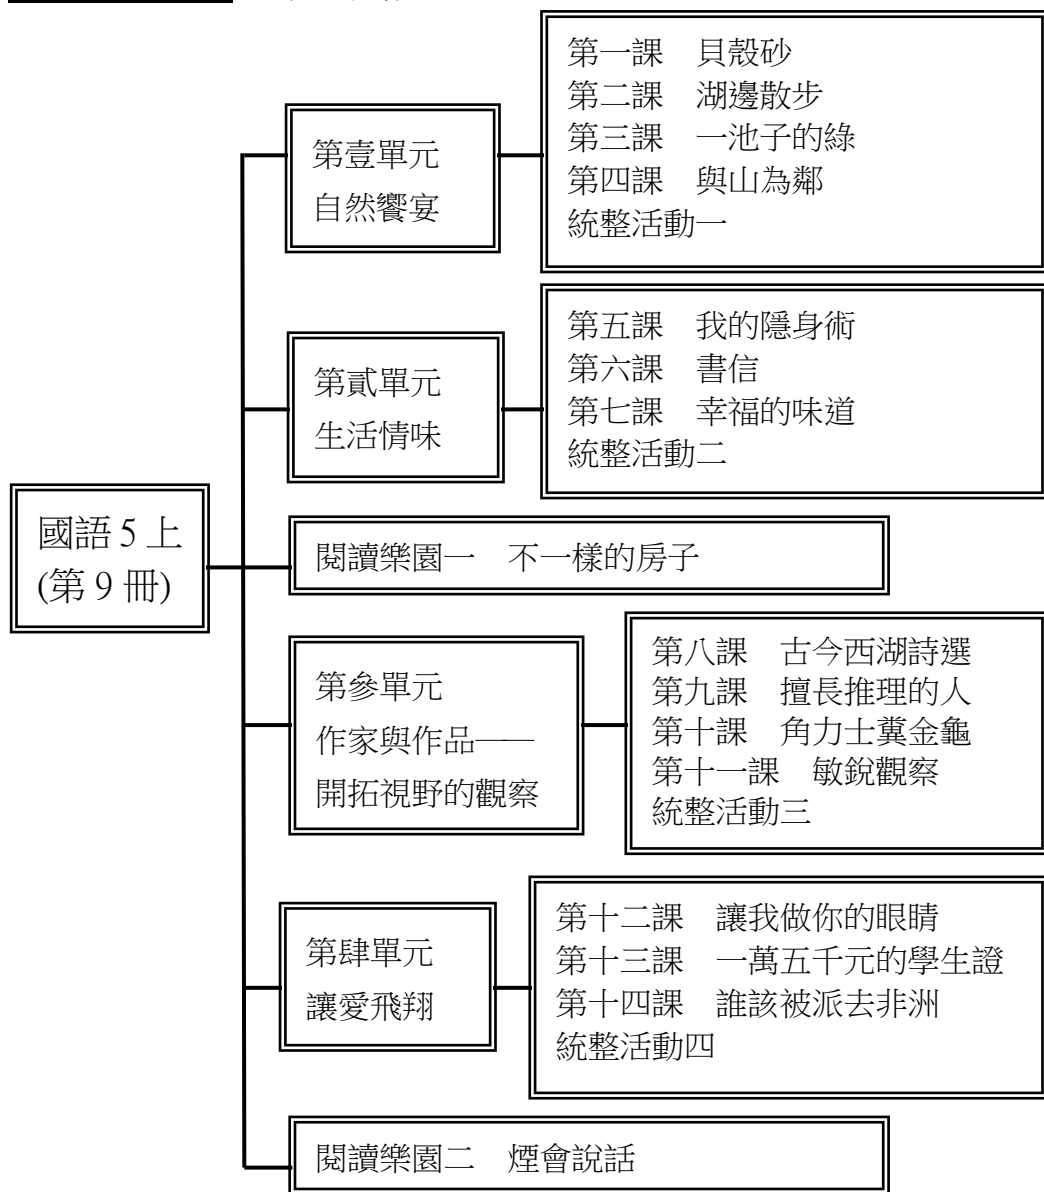 國語 5 上
(第 9 冊)
第壹單元
自然饗宴
第一課 貝殼砂
第二課 湖邊散步
第三課 一池子的綠
第四課 與山為鄰
統整活動一
第貳單元
生活情味
第五課 我的隱身術
第六課 書信
第七課 幸福的味道
統整活動二
閱讀樂園一 不一樣的房子
第參單元
作家與作品——
開拓視野的觀察
第八課 古今西湖詩選
第九課 擅長推理的人
第十課 角力士糞金龜
第十一課 敏銳觀察
統整活動三
第肆單元
讓愛飛翔
第十二課 讓我做你的眼睛
第十三課 一萬五千元的學生證
第十四課 誰該被派去非洲
統整活動四
閱讀樂園二 煙會說話